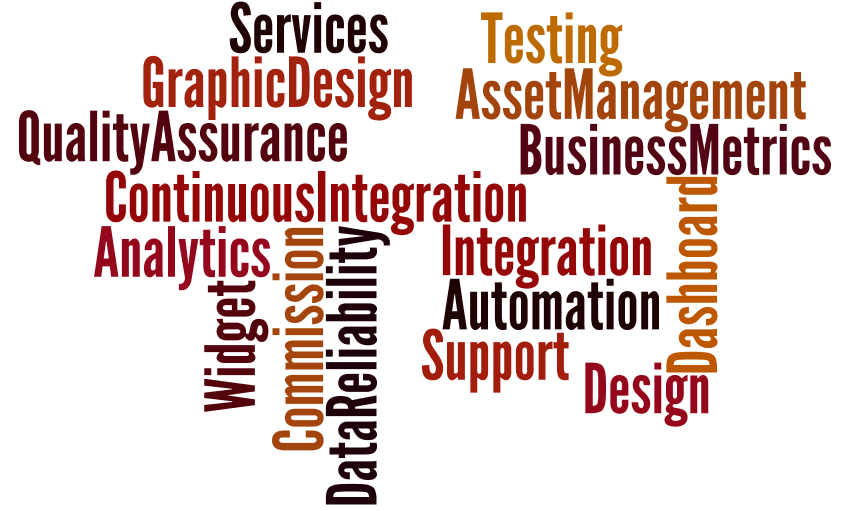 Services
Testing
GraphicDesign
AssetManagement
QualityAssurance
BusinessMetrics
ContinuousIntegration
Dashboard
Analytics
Commission
DataReliability
Integration
Widget
Automation
Support
Design